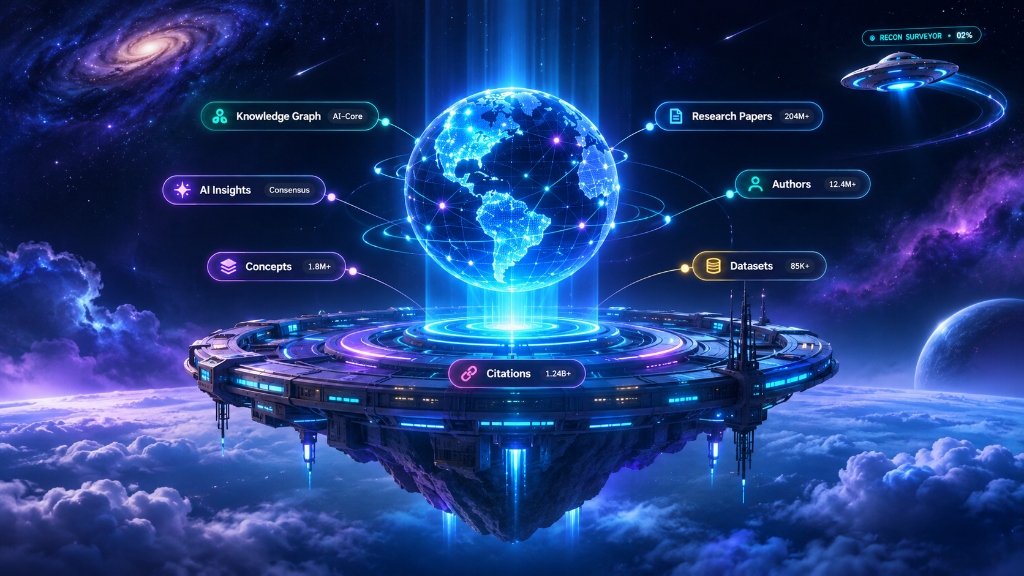 RECON SURVEYOR • 02%
Knowledge Graph AI-Core
Research Papers 204M+
AI Insights Consensus
Authors 12.4M+
Concepts 1.8M+
Datasets 85K+
Citations 1.24B+